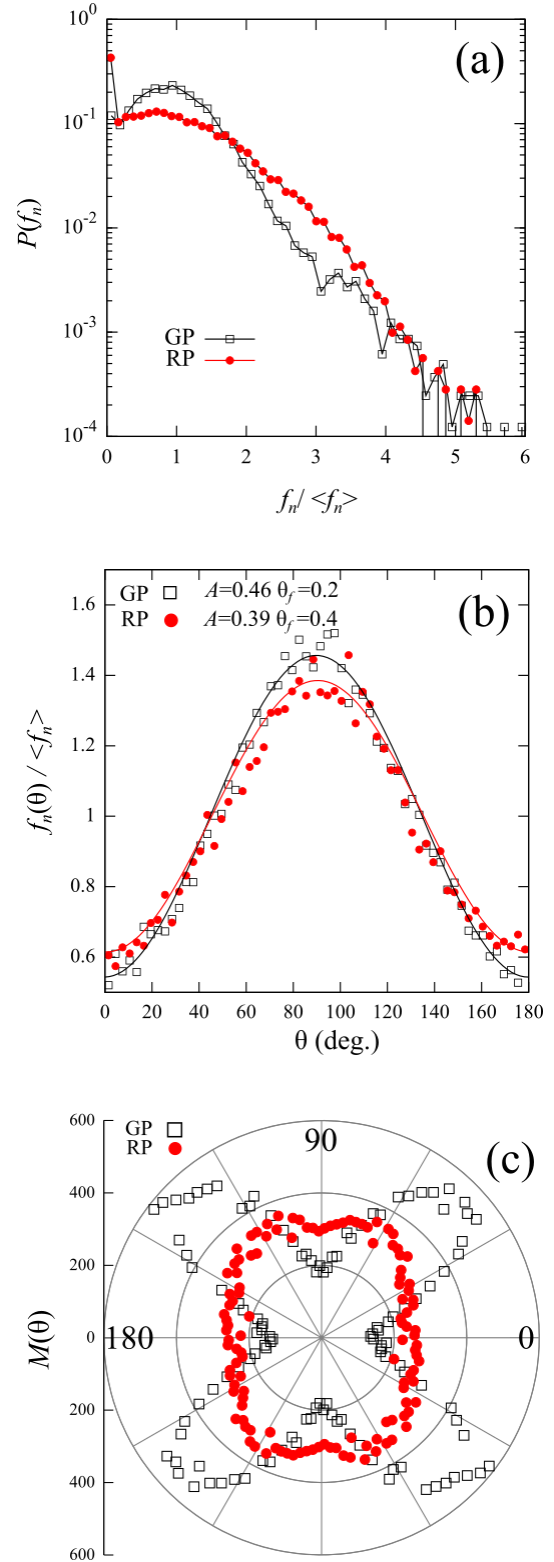 (a)
10^0
10^-1
10^-2
10^-3
10^-4
P(f_n)
GP
RP
0 1 2 3 4 5 6
f_n / <f_n>
(b)
GP A=0.46 θ_f=0.2
RP A=0.39 θ_f=0.4
1.6
1.4
1.2
1
0.8
0.6
f_n(θ) / <f_n>
0 20 40 60 80 100 120 140 160 180
θ (deg.)
(c)
GP
RP
600
400
200
0
200
400
600
M(θ)
90
180
0